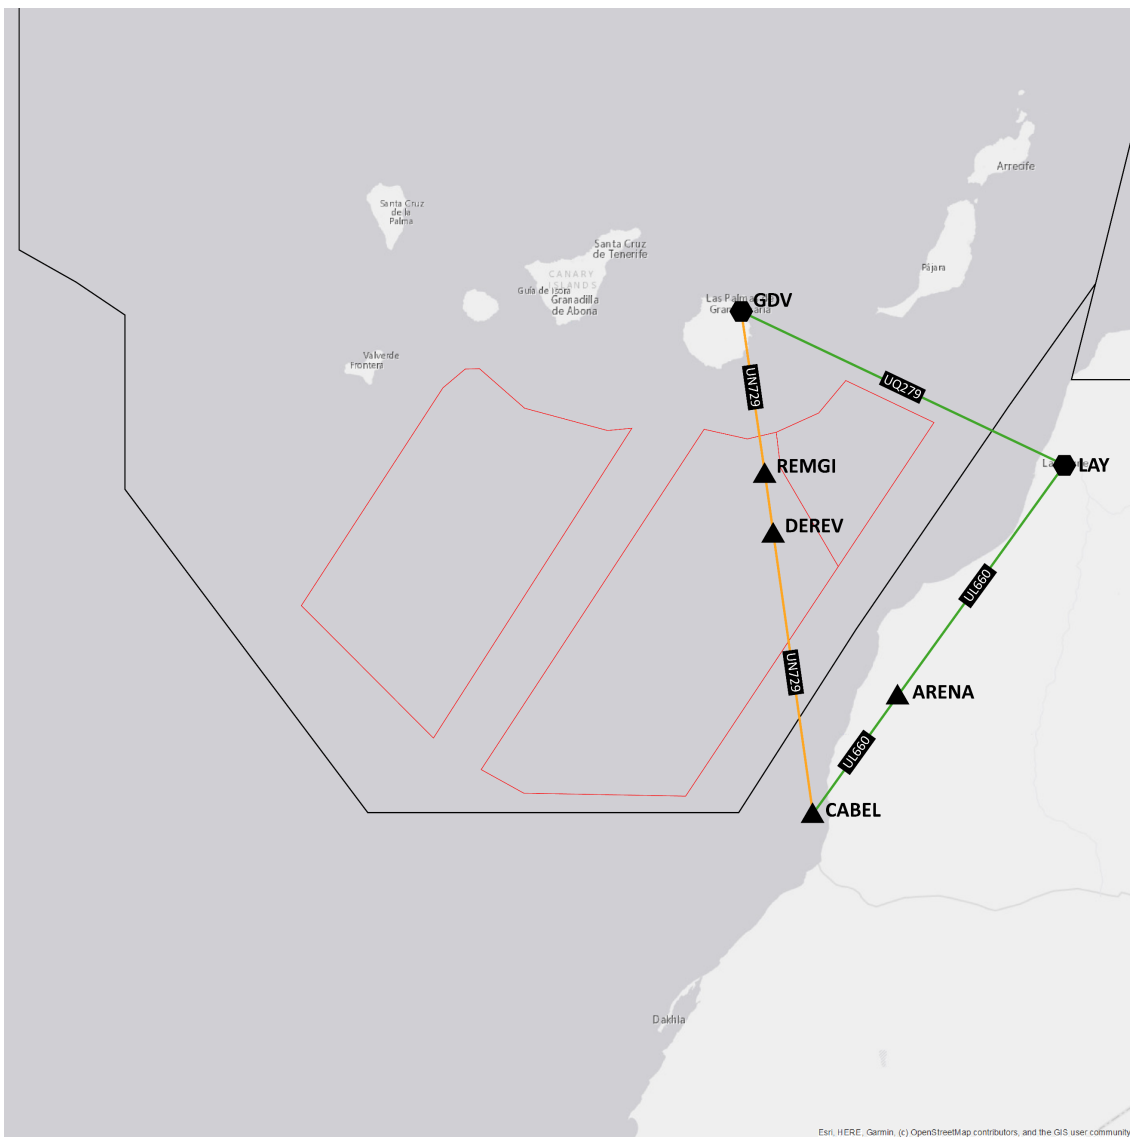 Arrecife
Santa Cruz
de la
Palma
Santa Cruz
de Tenerife
Pájara
CANARY
ISLANDS
Guía de Isora
Granadilla
de Abona
GDV
Valverde
Frontera
UN729
UQ279
REMGI
LAY
DEREV
UL660
UN729
ARENA
UL660
CABEL
Dakhla
Esri, HERE, Garmin, (c) OpenStreetMap contributors, and the GIS user community